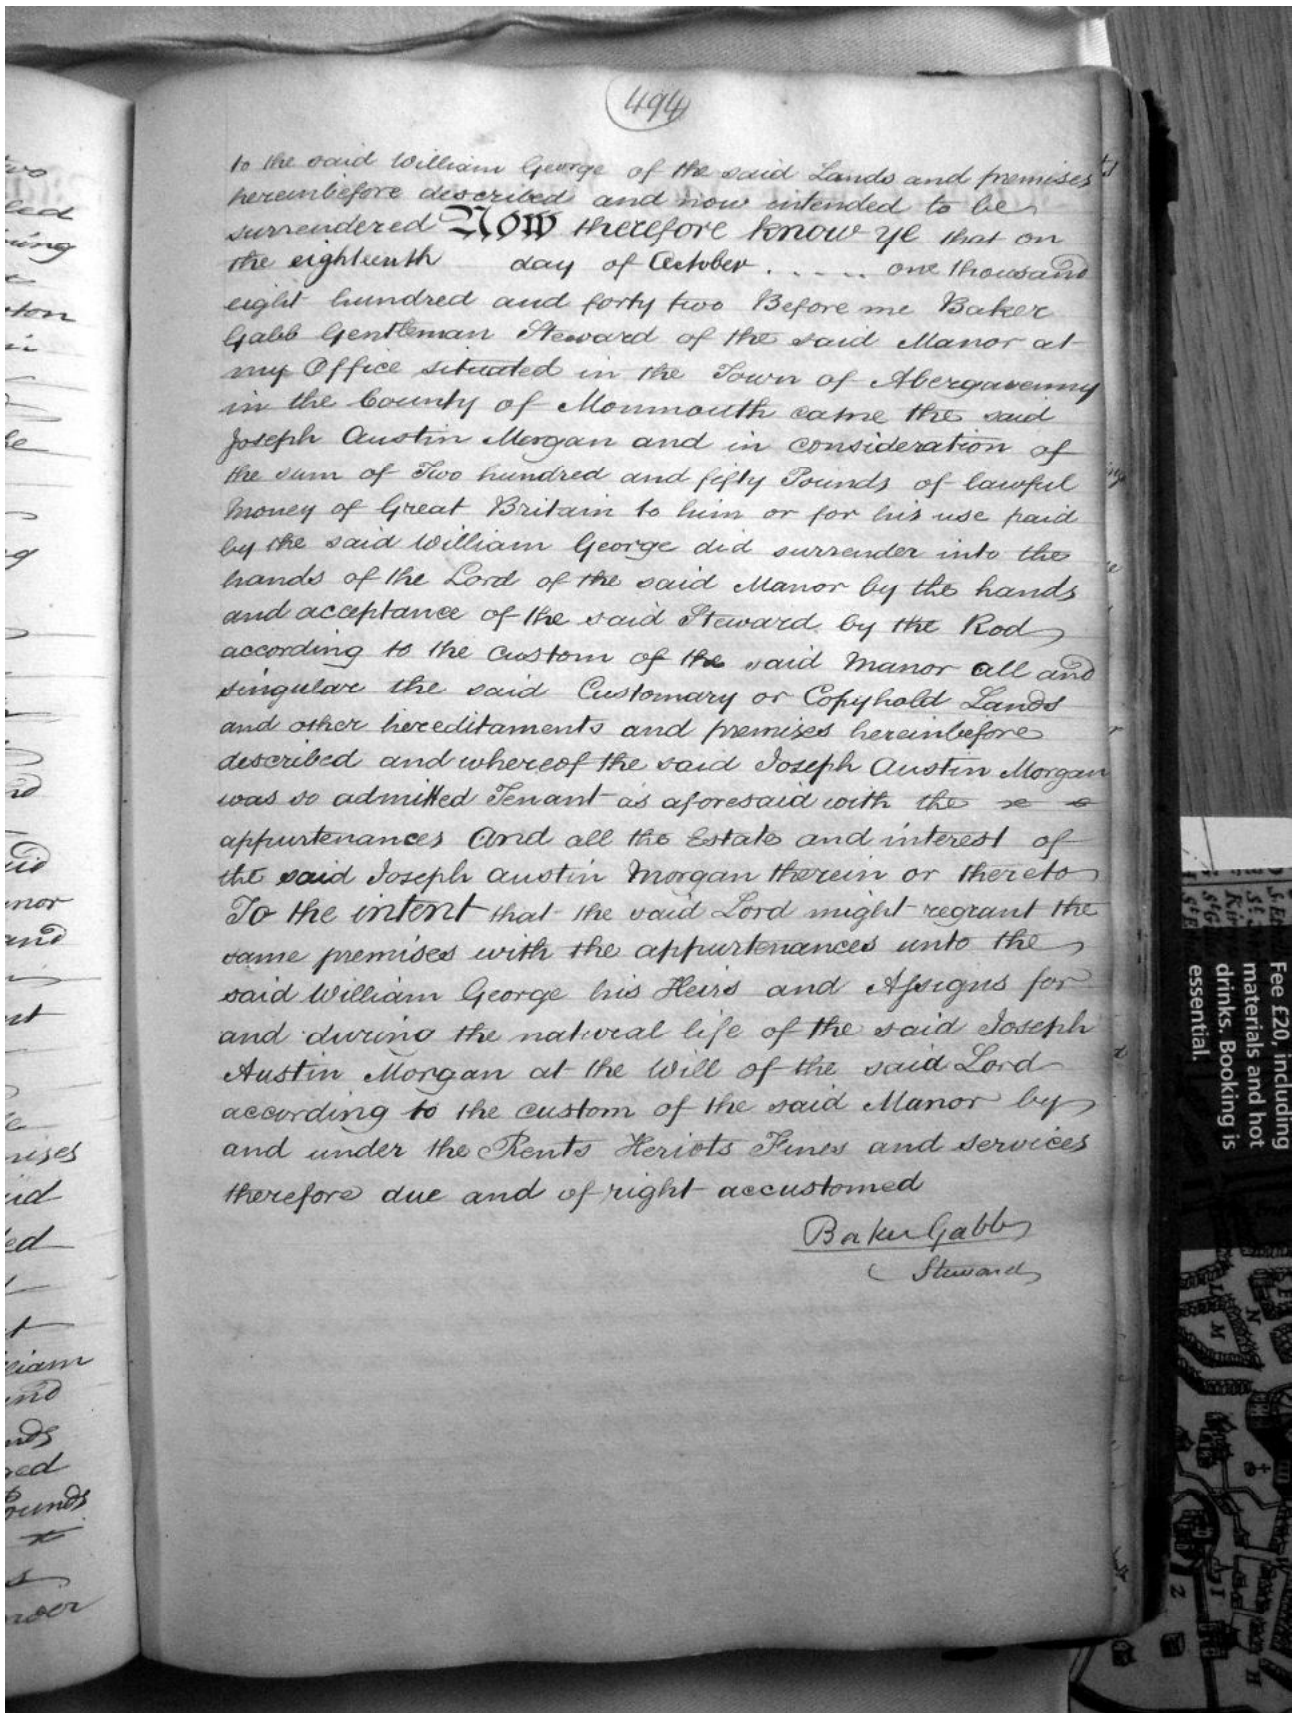 494
to the said William George of the said Lands and premises
hereinbefore described and now intended to be
surrendered Now therefore know ye that on
the eighteenth day of October . . . . . one thousand
eight hundred and forty two Before me Baker
Gabb Gentleman Steward of the said Manor at
my Office situated in the Town of Abergavenny
in the County of Monmouth came the said
Joseph Austin Morgan and in consideration of
the sum of Two hundred and fifty Pounds of lawful
Money of Great Britain to him or for his use paid
by the said William George did surrender into the
hands of the Lord of the said Manor by the hands
and acceptance of the said Steward by the Rod
according to the custom of the said Manor all and
singular the said Customary or Copyhold Lands
and other hereditaments and premises hereinbefore
described and whereof the said Joseph Austin Morgan
was so admitted Tenant as aforesaid with the
appurtenances And all the Estate and interest of
the said Joseph Austin Morgan therein or thereto
To the intent that the said Lord might regrant the
same premises with the appurtenances unto the
said William George his Heirs and Assigns for
and during the natural life of the said Joseph
Austin Morgan at the Will of the said Lord
according to the custom of the said Manor by
and under the Rents Heriots Fines and services
therefore due and of right accustomed
Baker Gabb
Steward
Fee £20, including
materials and hot
drinks. Booking is
essential.